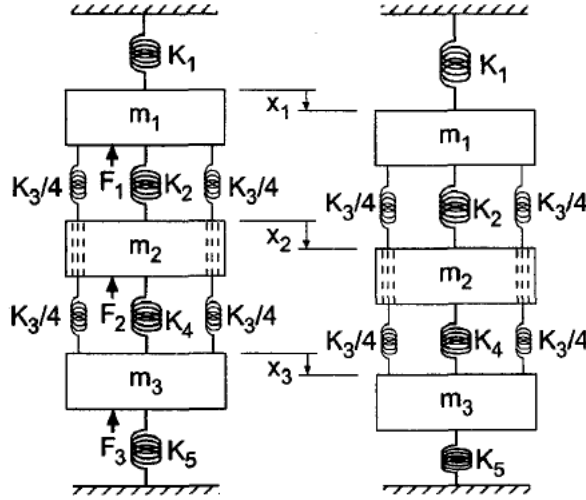 K₁ K₁
m₁ x₁ m₁
K₃/4 F₁ K₂ K₃/4 K₃/4 K₂ K₃/4
m₂ x₂ m₂
K₃/4 F₂ K₄ K₃/4 K₃/4 K₄ K₃/4
m₃ x₃ m₃
F₃ K₅ K₅